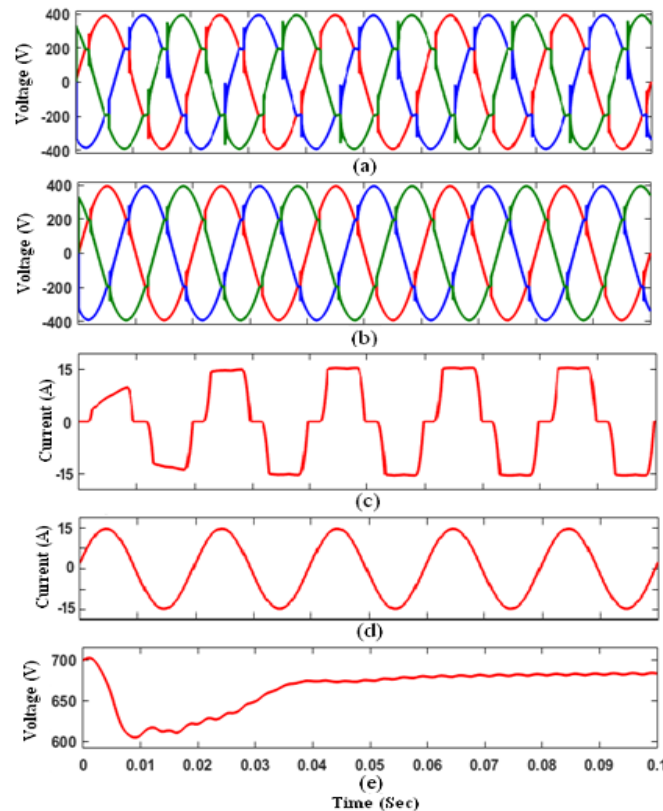 400
200
0
-200
-400
Voltage (V)
(a)
400
200
0
-200
-400
Voltage (V)
(b)
15
0
-15
Current (A)
(c)
15
0
-15
Current (A)
(d)
700
650
600
Voltage (V)
0 0.01 0.02 0.03 0.04 0.05 0.06 0.07 0.08 0.09 0.1
(e)
Time (Sec)